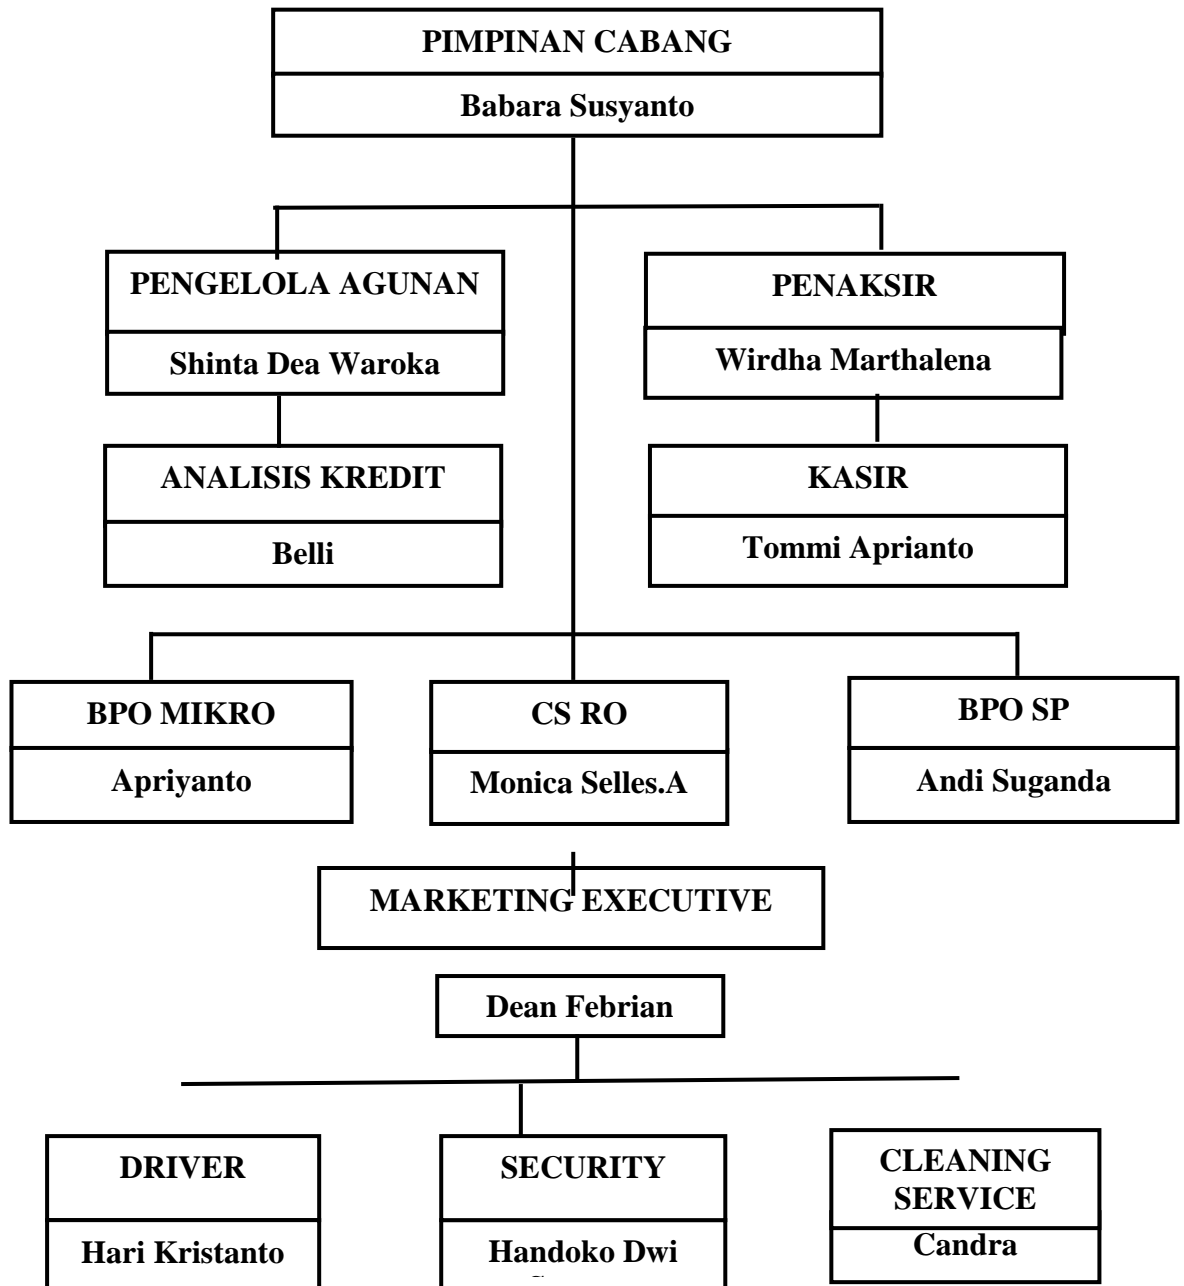 PIMPINAN CABANG
Babara Susyanto
PENGELOLA AGUNAN
Shinta Dea Waroka
PENAKSIR
Wirdha Marthalena
ANALISIS KREDIT
Belli
KASIR
Tommi Aprianto
BPO MIKRO
Apriyanto
CS RO
Monica Selles.A
BPO SP
Andi Suganda
MARKETING EXECUTIVE
Dean Febrian
DRIVER
Hari Kristanto
SECURITY
Handoko Dwi
CLEANING
SERVICE
Candra